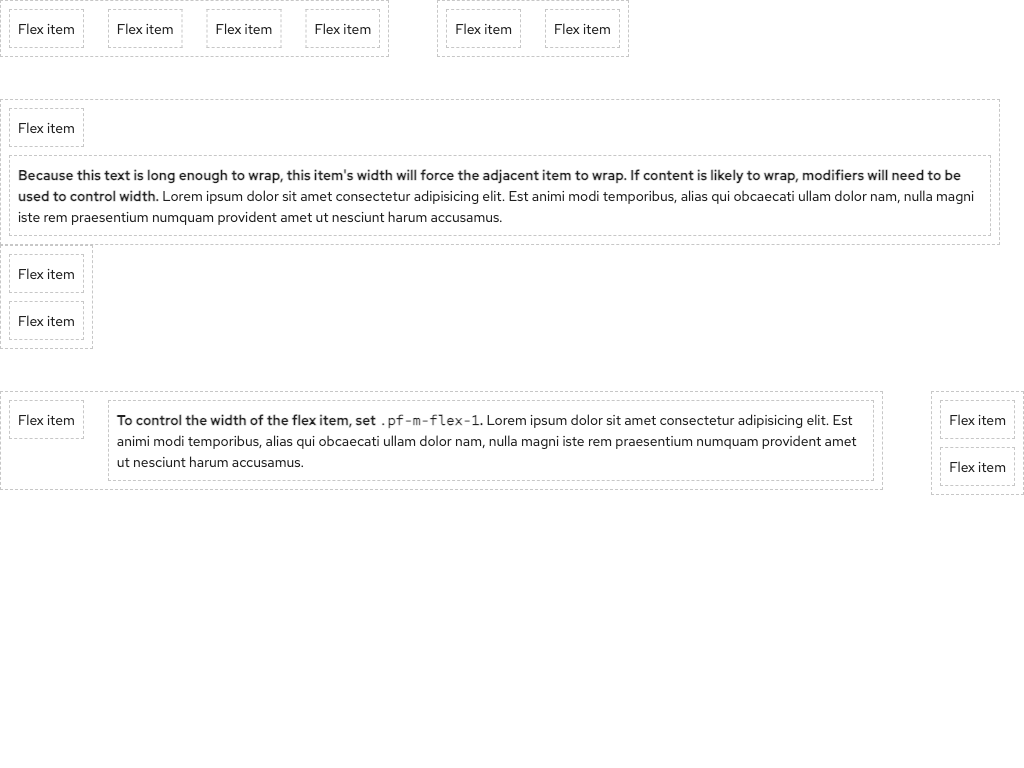 Flex item Flex item Flex item Flex item Flex item Flex item
Flex item
Because this text is long enough to wrap, this item's width will force the adjacent item to wrap. If content is likely to wrap, modifiers will need to be
used to control width. Lorem ipsum dolor sit amet consectetur adipisicing elit. Est animi modi temporibus, alias qui obcaecati ullam dolor nam, nulla magni
iste rem praesentium numquam provident amet ut nesciunt harum accusamus.
Flex item
Flex item
Flex item
To control the width of the flex item, set .pf-m-flex-1. Lorem ipsum dolor sit amet consectetur adipisicing elit. Est
animi modi temporibus, alias qui obcaecati ullam dolor nam, nulla magni iste rem praesentium numquam provident amet
ut nesciunt harum accusamus.
Flex item
Flex item